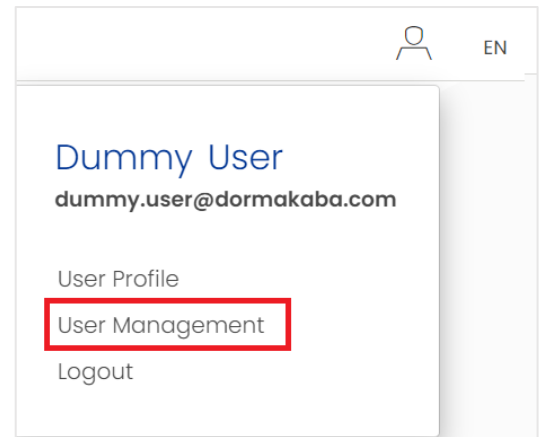 EN
Dummy User
dummy.user@dormakaba.com
User Profile
User Management
Logout